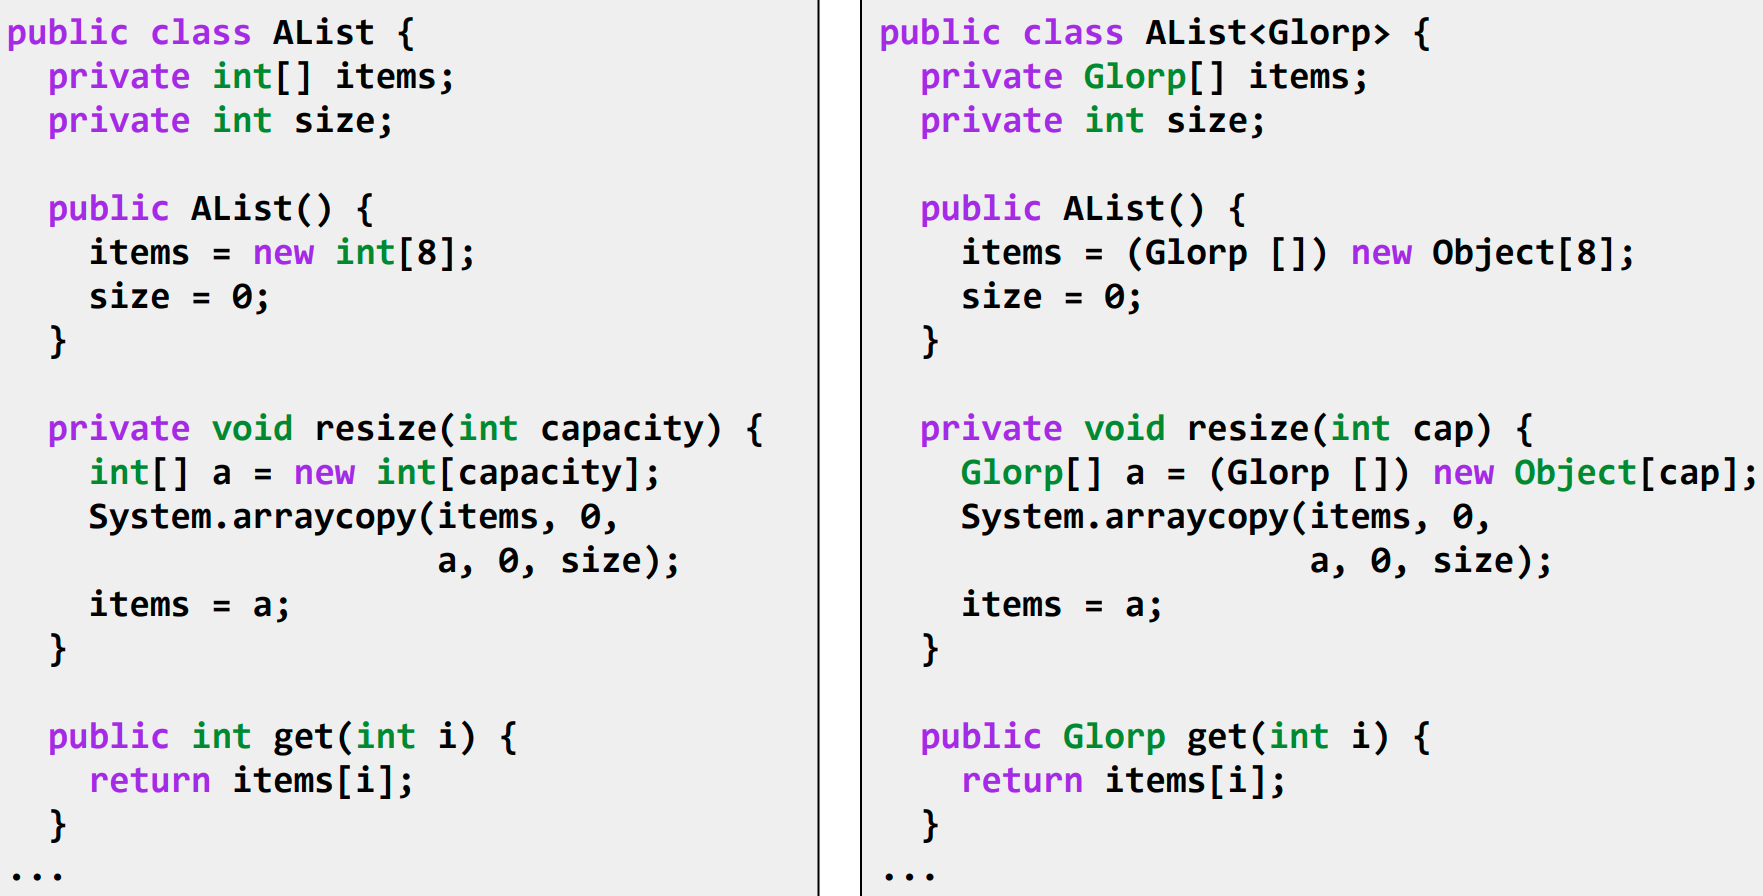 public class AList {
  private int[] items;
  private int size;

  public AList() {
    items = new int[8];
    size = 0;
  }

  private void resize(int capacity) {
    int[] a = new int[capacity];
    System.arraycopy(items, 0,
                     a, 0, size);
    items = a;
  }

  public int get(int i) {
    return items[i];
  }
...
public class AList<Glorp> {
  private Glorp[] items;
  private int size;

  public AList() {
    items = (Glorp []) new Object[8];
    size = 0;
  }

  private void resize(int cap) {
    Glorp[] a = (Glorp []) new Object[cap];
    System.arraycopy(items, 0,
                     a, 0, size);
    items = a;
  }

  public Glorp get(int i) {
    return items[i];
  }
...